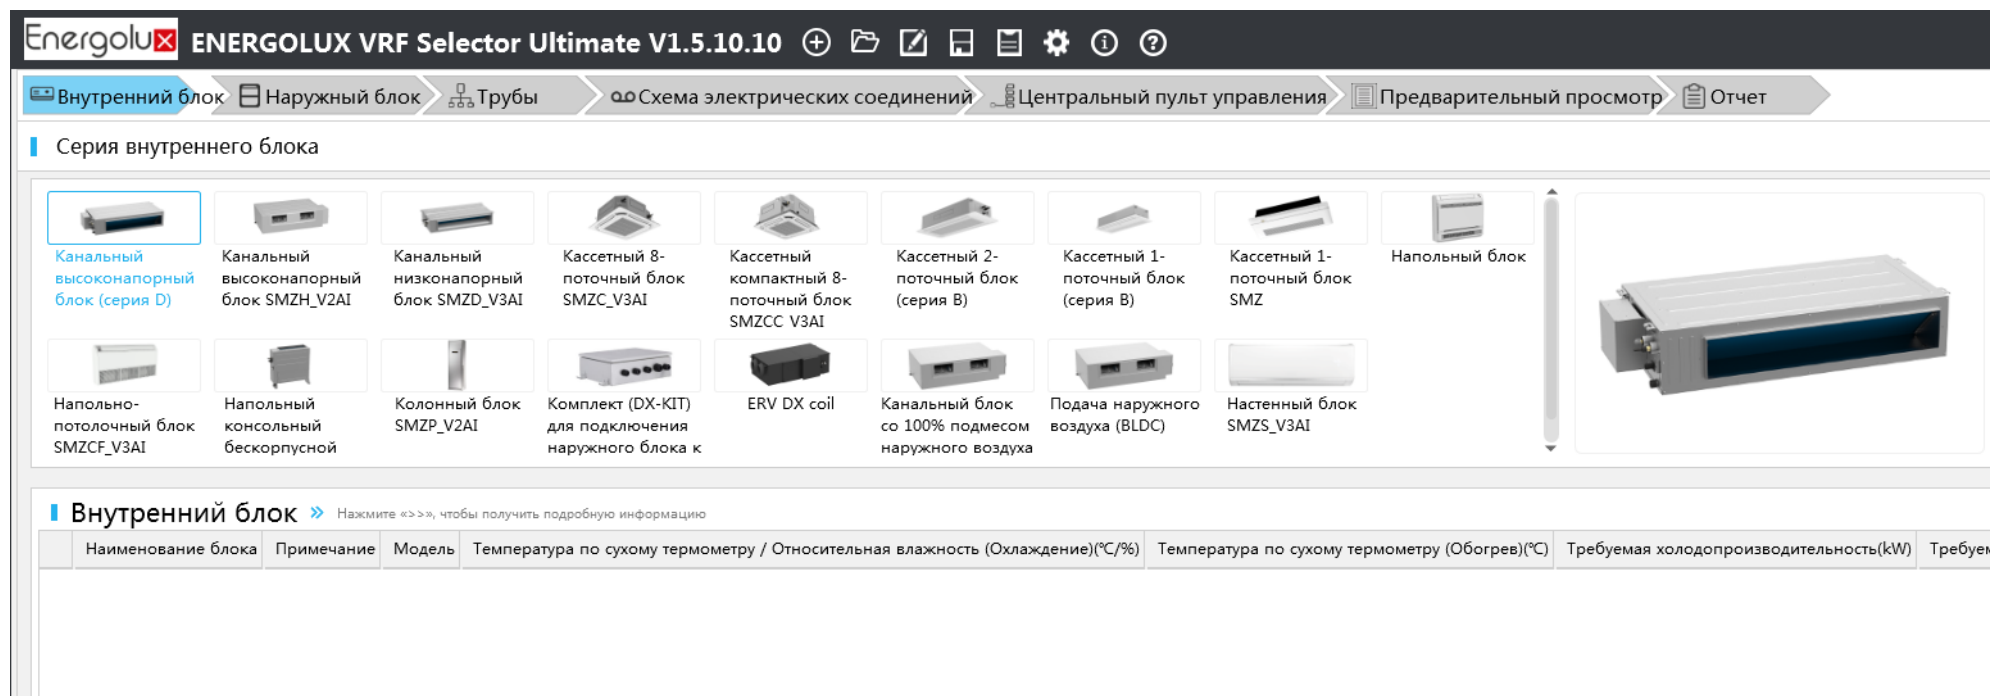 Energolux ENERGOLUX VRF Selector Ultimate V1.5.10.10
Внутренний блок Наружный блок Трубы Схема электрических соединений Центральный пульт управления Предварительный просмотр Отчет
Серия внутреннего блока
Канальный высоконапорный блок (серия D)
Канальный высоконапорный блок SMZH_V2AI
Канальный низконапорный блок SMZD_V3AI
Кассетный 8-поточный блок SMZC_V3AI
Кассетный компактный 8-поточный блок SMZCC V3AI
Кассетный 2-поточный блок (серия B)
Кассетный 1-поточный блок (серия B)
Кассетный 1-поточный блок SMZ
Напольный блок
Напольно-потолочный блок SMZCF_V3AI
Напольный консольный бескорпусной
Колонный блок SMZP_V2AI
Комплект (DX-KIT) для подключения наружного блока к
ERV DX coil
Канальный блок со 100% подмесом наружного воздуха
Подача наружного воздуха (BLDC)
Настенный блок SMZS_V3AI
Внутренний блок » Нажмите «>>», чтобы получить подробную информацию
Наименование блока Примечание Модель Температура по сухому термометру / Относительная влажность (Охлаждение)(℃/%) Температура по сухому термометру (Обогрев)(℃) Требуемая холодопроизводительность(kW) Требуем